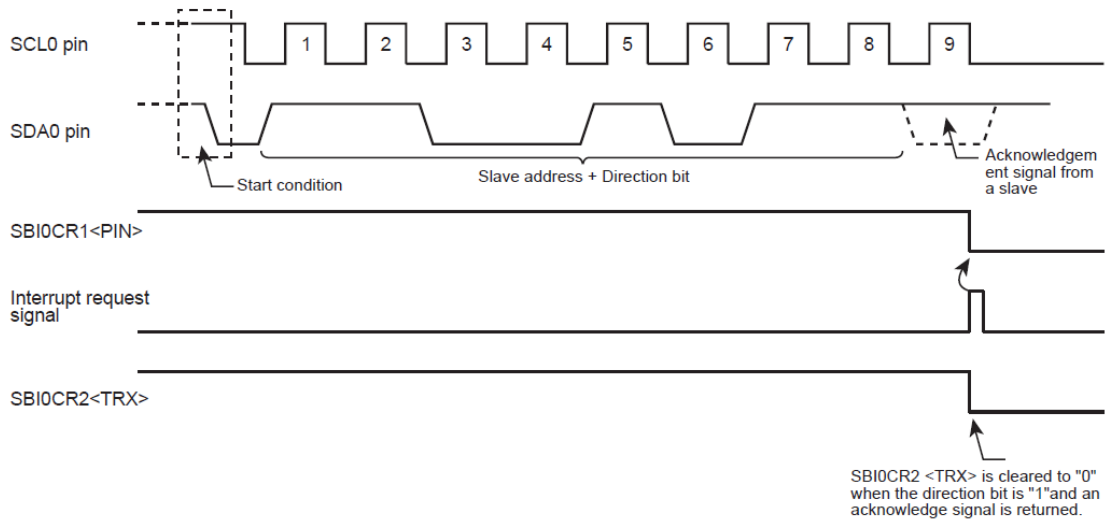 SCL0 pin
1 2 3 4 5 6 7 8 9
SDA0 pin
Start condition
Slave address + Direction bit
Acknowledgem
ent signal from
a slave
SBI0CR1<PIN>
Interrupt request
signal
SBI0CR2<TRX>
SBI0CR2 <TRX> is cleared to "0"
when the direction bit is "1"and an
acknowledge signal is returned.